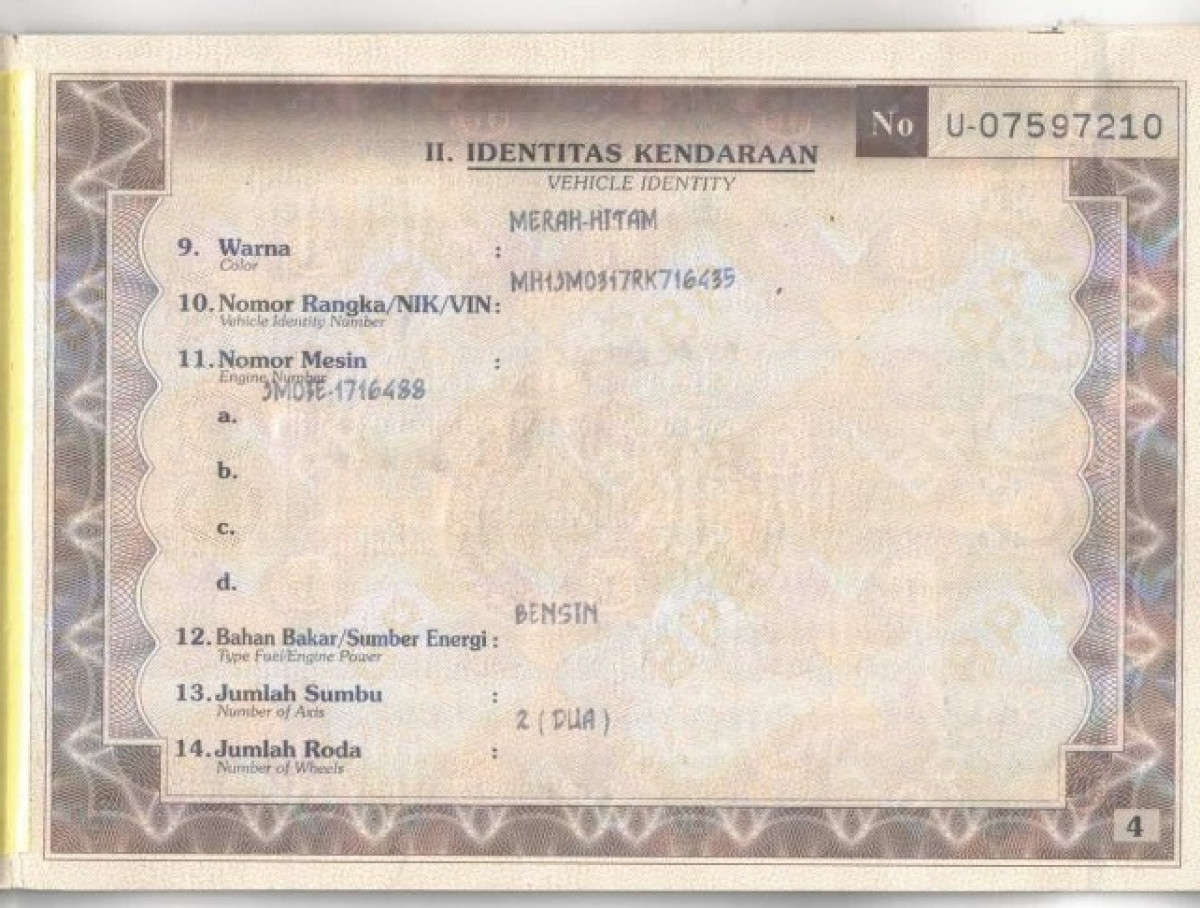 No U-07597210
II. IDENTITAS KENDARAAN
VEHICLE IDENTITY
MERAH-HITAM
9. Warna :
Color
MH1JM0317RK716435
10. Nomor Rangka/NIK/VIN:
Vehicle Identity Number
11. Nomor Mesin :
Engine Number
JM03E-1716488
a.
b.
c.
d.
BENSIN
12. Bahan Bakar/Sumber Energi :
Type Fuel/Engine Power
13. Jumlah Sumbu :
Number of Axis
2 ( DUA )
14. Jumlah Roda :
Number of Wheels
4